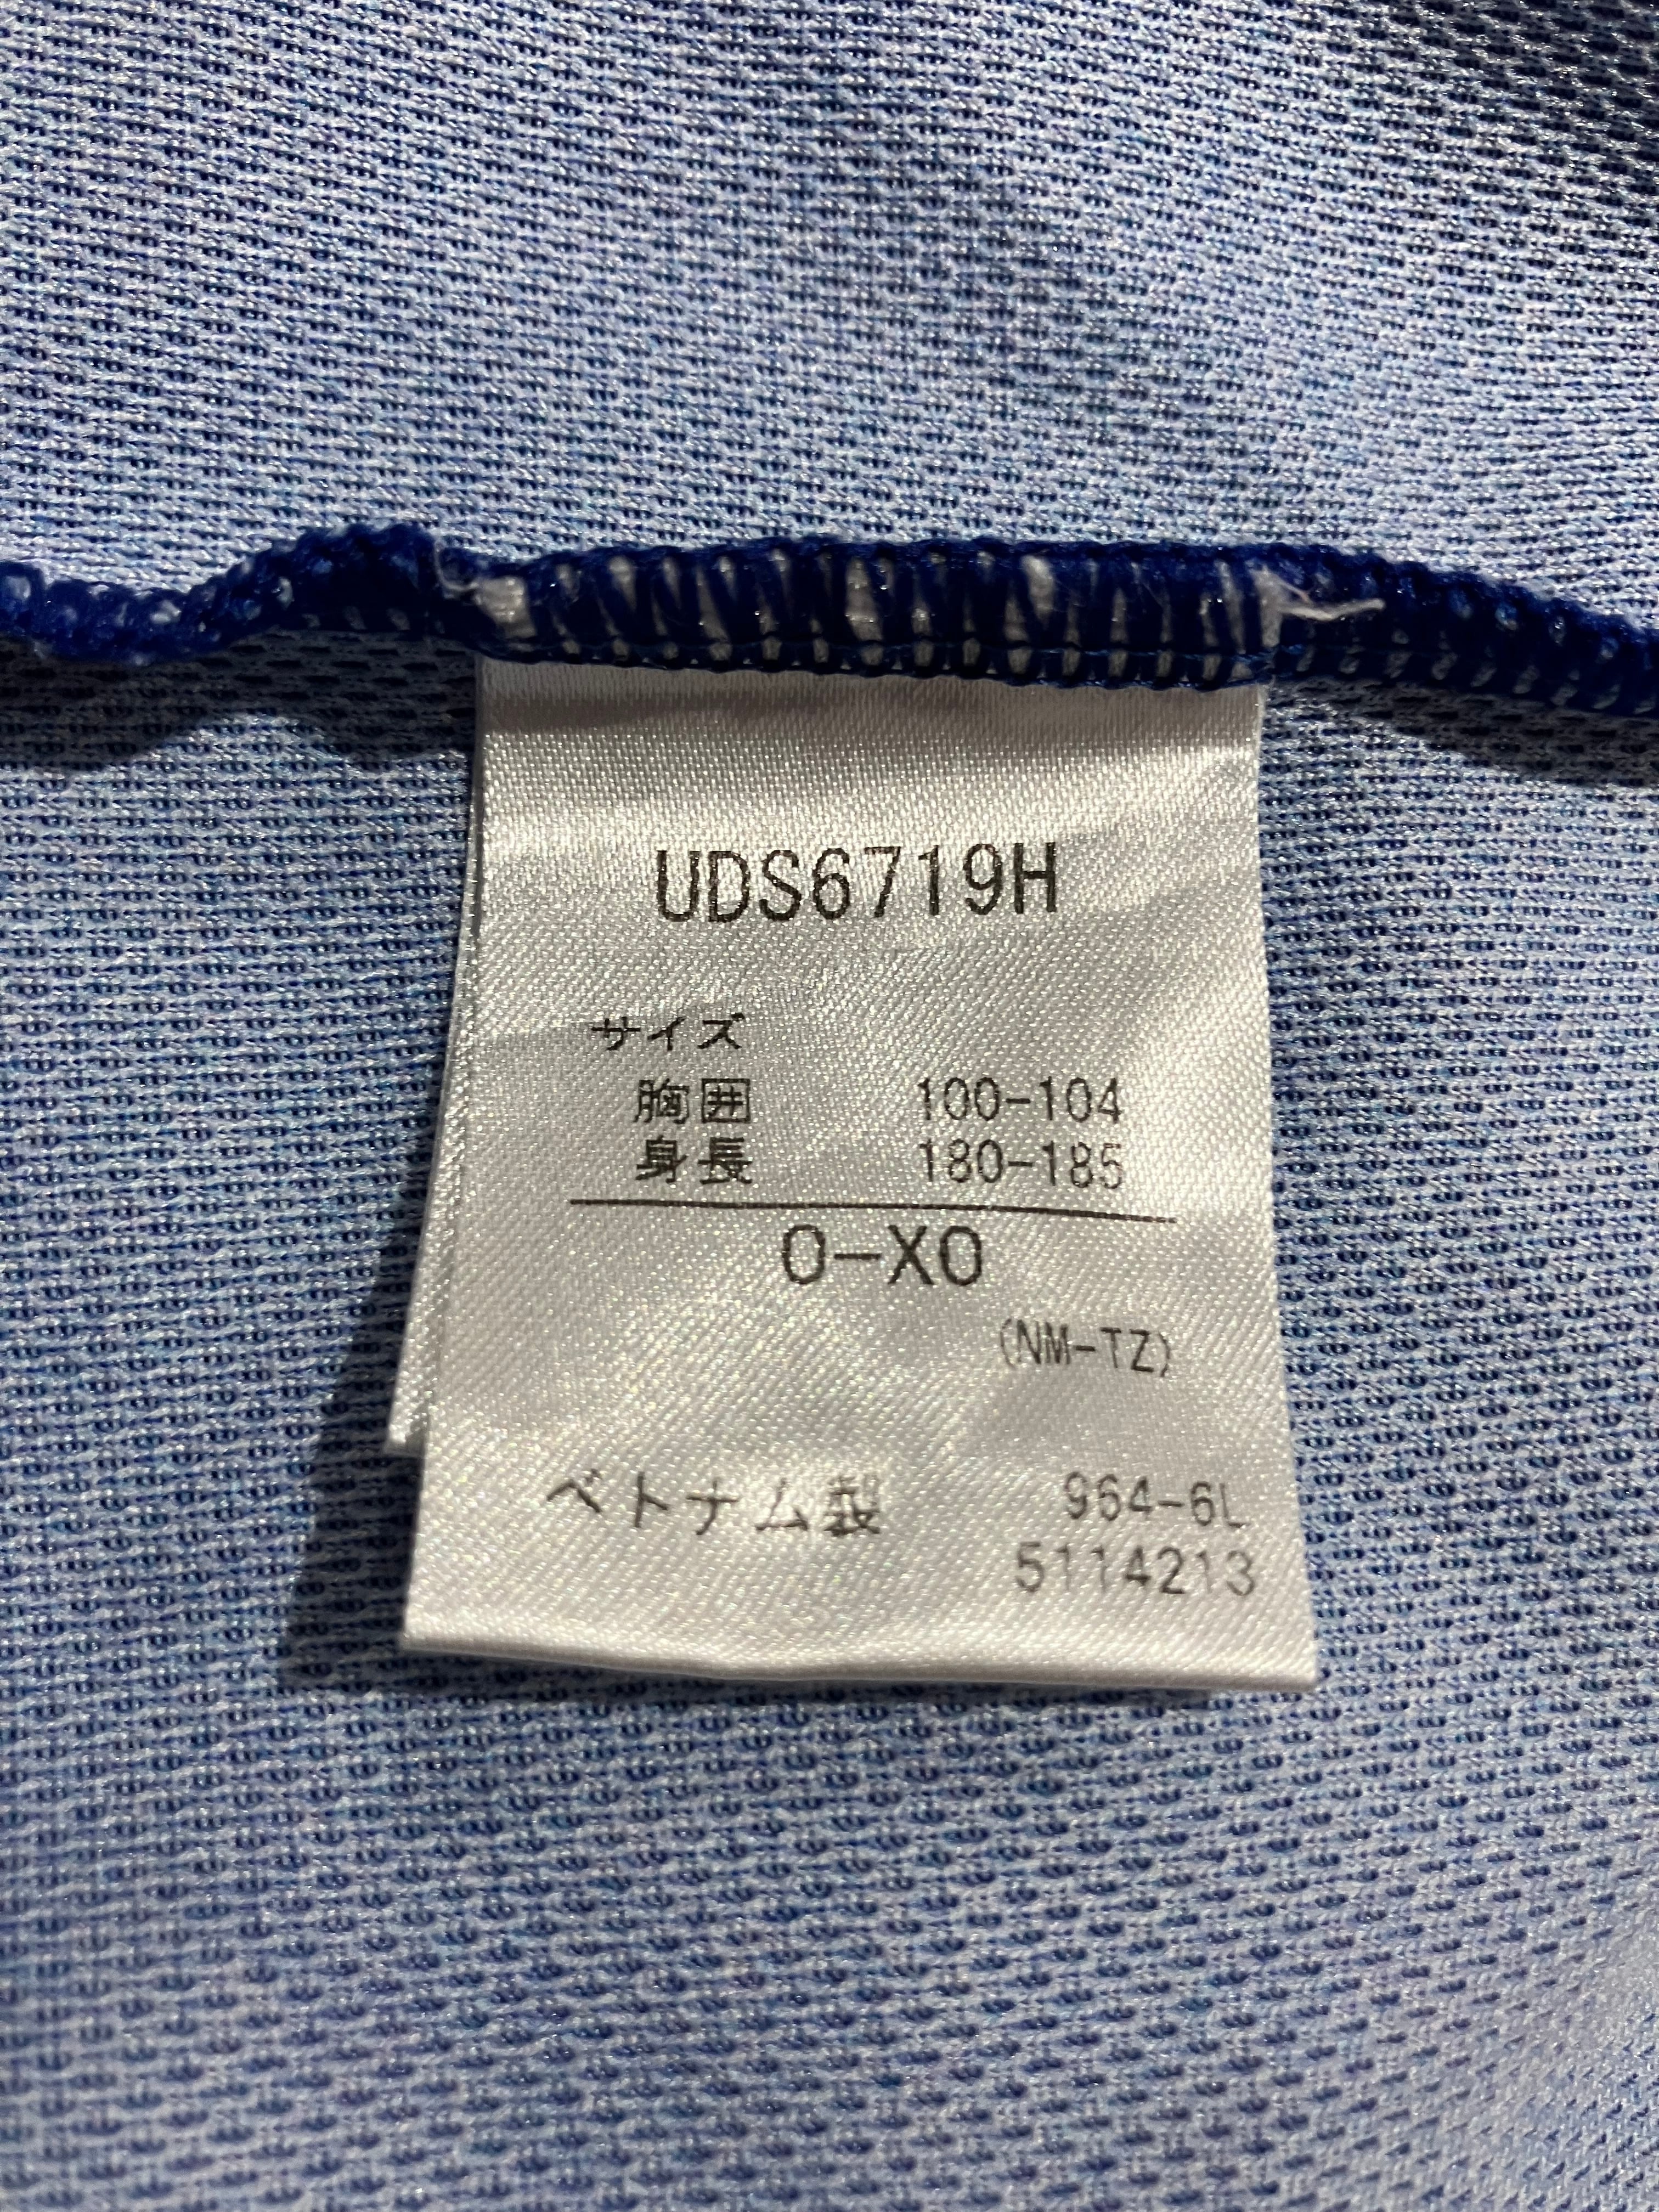 UDS6719H
サイズ
胸囲 100-104
身長 180-185
O-XO
(NM-TZ)
ベトナム製 964-6L
5114213